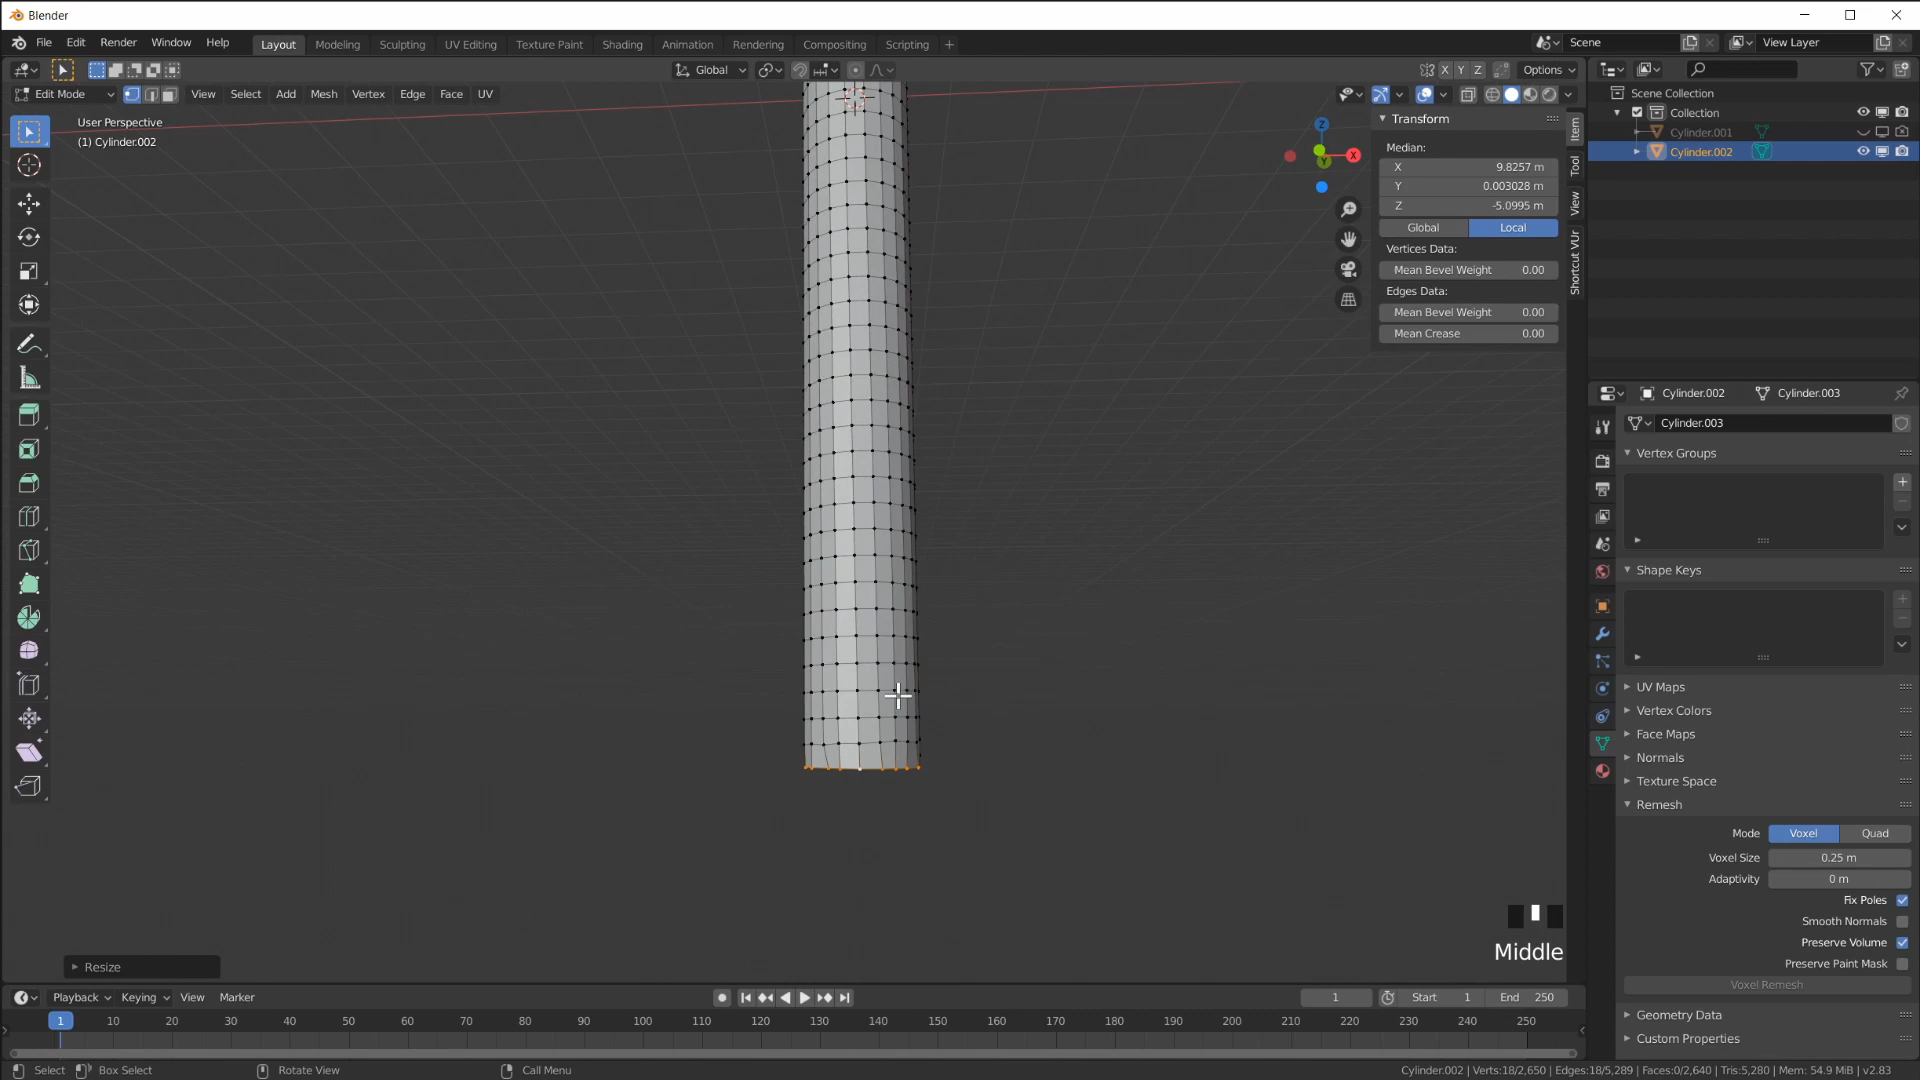 Blender
File Edit Render Window Help Layout Modeling Sculpting UV Editing Texture Paint Shading Animation Rendering Compositing Scripting + Scene View Layer
Global X Y Z Options
Edit Mode View Select Add Mesh Vertex Edge Face UV
User Perspective
(1) Cylinder.002
Z
X
Y
Transform
Median:
X 9.8257 m
Y 0.003028 m
Z -5.0995 m
Global Local
Vertices Data:
Mean Bevel Weight 0.00
Edges Data:
Mean Bevel Weight 0.00
Mean Crease 0.00
Item
Tool
View
Shortcut VUr
Scene Collection
Collection
Cylinder.001
Cylinder.002
Cylinder.002 Cylinder.003
Cylinder.003
Vertex Groups
Shape Keys
UV Maps
Vertex Colors
Face Maps
Normals
Texture Space
Remesh
Mode Voxel Quad
Voxel Size 0.25 m
Adaptivity 0 m
Fix Poles
Smooth Normals
Preserve Volume
Preserve Paint Mask
Voxel Remesh
Geometry Data
Custom Properties
Middle
Resize
Playback Keying View Marker 1 Start 1 End 250
1 10 20 30 40 50 60 70 80 90 100 110 120 130 140 150 160 170 180 190 200 210 220 230 240 250
Select Box Select Rotate View Call Menu Cylinder.002 | Verts:18/2,650 | Edges:18/5,289 | Faces:0/2,640 | Tris:5,280 | Mem: 54.9 MiB | v2.83